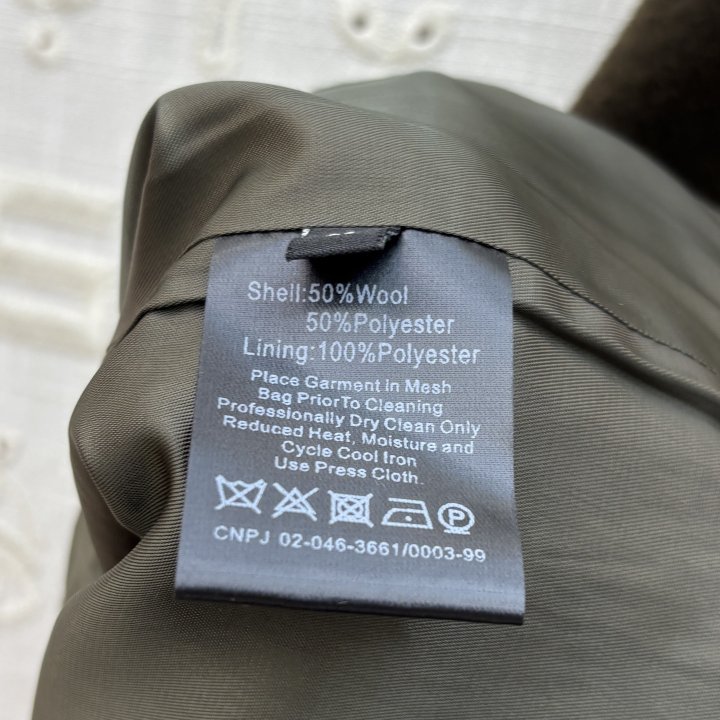 Shell:50%Wool
50%Polyester
Lining:100%Polyester
Place Garment in Mesh
Bag PriorTo Cleaning
Professionally Dry Clean Only
Reduced Heat, Moisture and
Cycle Cool Iron
Use Press Cloth.
P
CNPJ 02-046-3661/0003-99